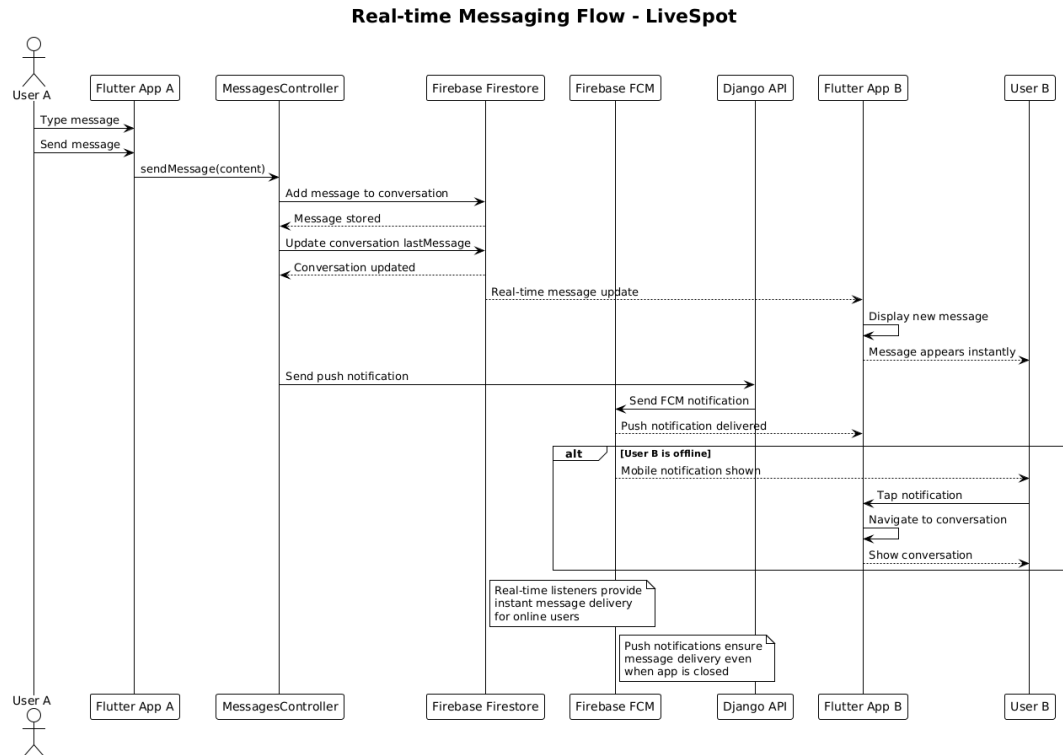 Real-time Messaging Flow - LiveSpot
User A
Flutter App A
MessagesController
Firebase Firestore
Firebase FCM
Django API
Flutter App B
User B
Type message
Send message
sendMessage(content)
Add message to conversation
Message stored
Update conversation lastMessage
Conversation updated
Real-time message update
Display new message
Message appears instantly
Send push notification
Send FCM notification
Push notification delivered
alt
[User B is offline]
Mobile notification shown
Tap notification
Navigate to conversation
Show conversation
Real-time listeners provide
instant message delivery
for online users
Push notifications ensure
message delivery even
when app is closed
User A
Flutter App A
MessagesController
Firebase Firestore
Firebase FCM
Django API
Flutter App B
User B